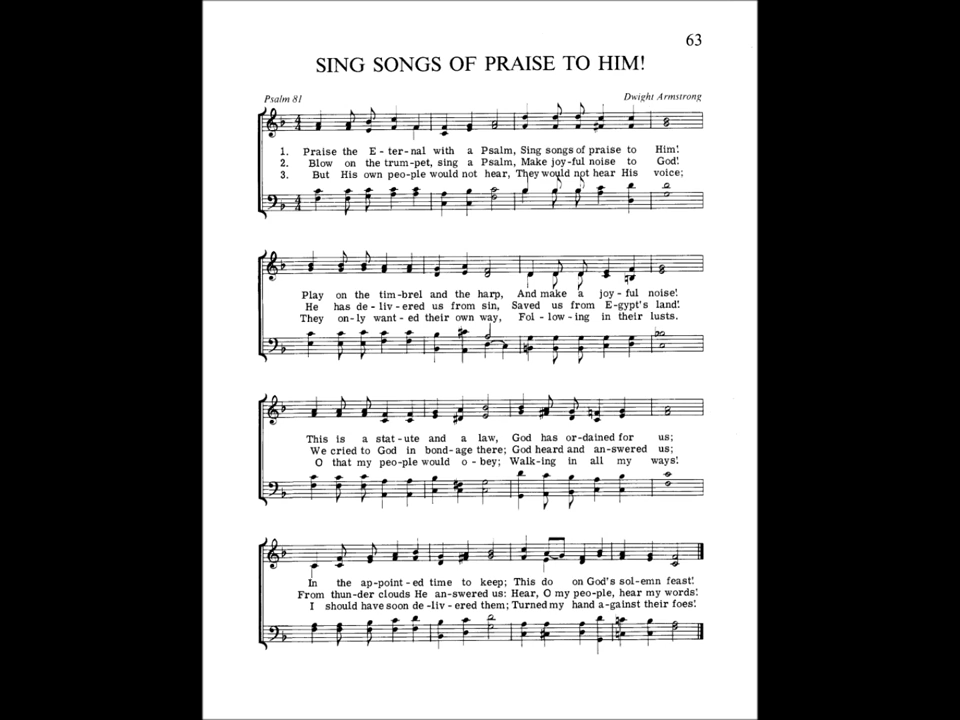 63
SING SONGS OF PRAISE TO HIM!
Psalm 81 Dwight Armstrong
1. Praise the E - ter - nal with a Psalm, Sing songs of praise to Him!
2. Blow on the trum - pet, sing a Psalm, Make joy - ful noise to God!
3. But His own peo - ple would not hear, They would not hear His voice;
Play on the tim - brel and the harp, And make a joy - ful noise!
He has de - liv - ered us from sin, Saved us from E - gypt's land!
They on - ly want - ed their own way, Fol - low - ing in their lusts.
This is a stat - ute and a law, God has or - dained for us;
We cried to God in bond - age there; God heard and an - swered us;
O that my peo - ple would o - bey; Walk - ing in all my ways!
In the ap - point - ed time to keep; This do on God's sol - emn feast!
From thun - der clouds He an - swered us: Hear, O my peo - ple, hear my words!
I should have soon de - liv - ered them; Turned my hand a - gainst their foes!